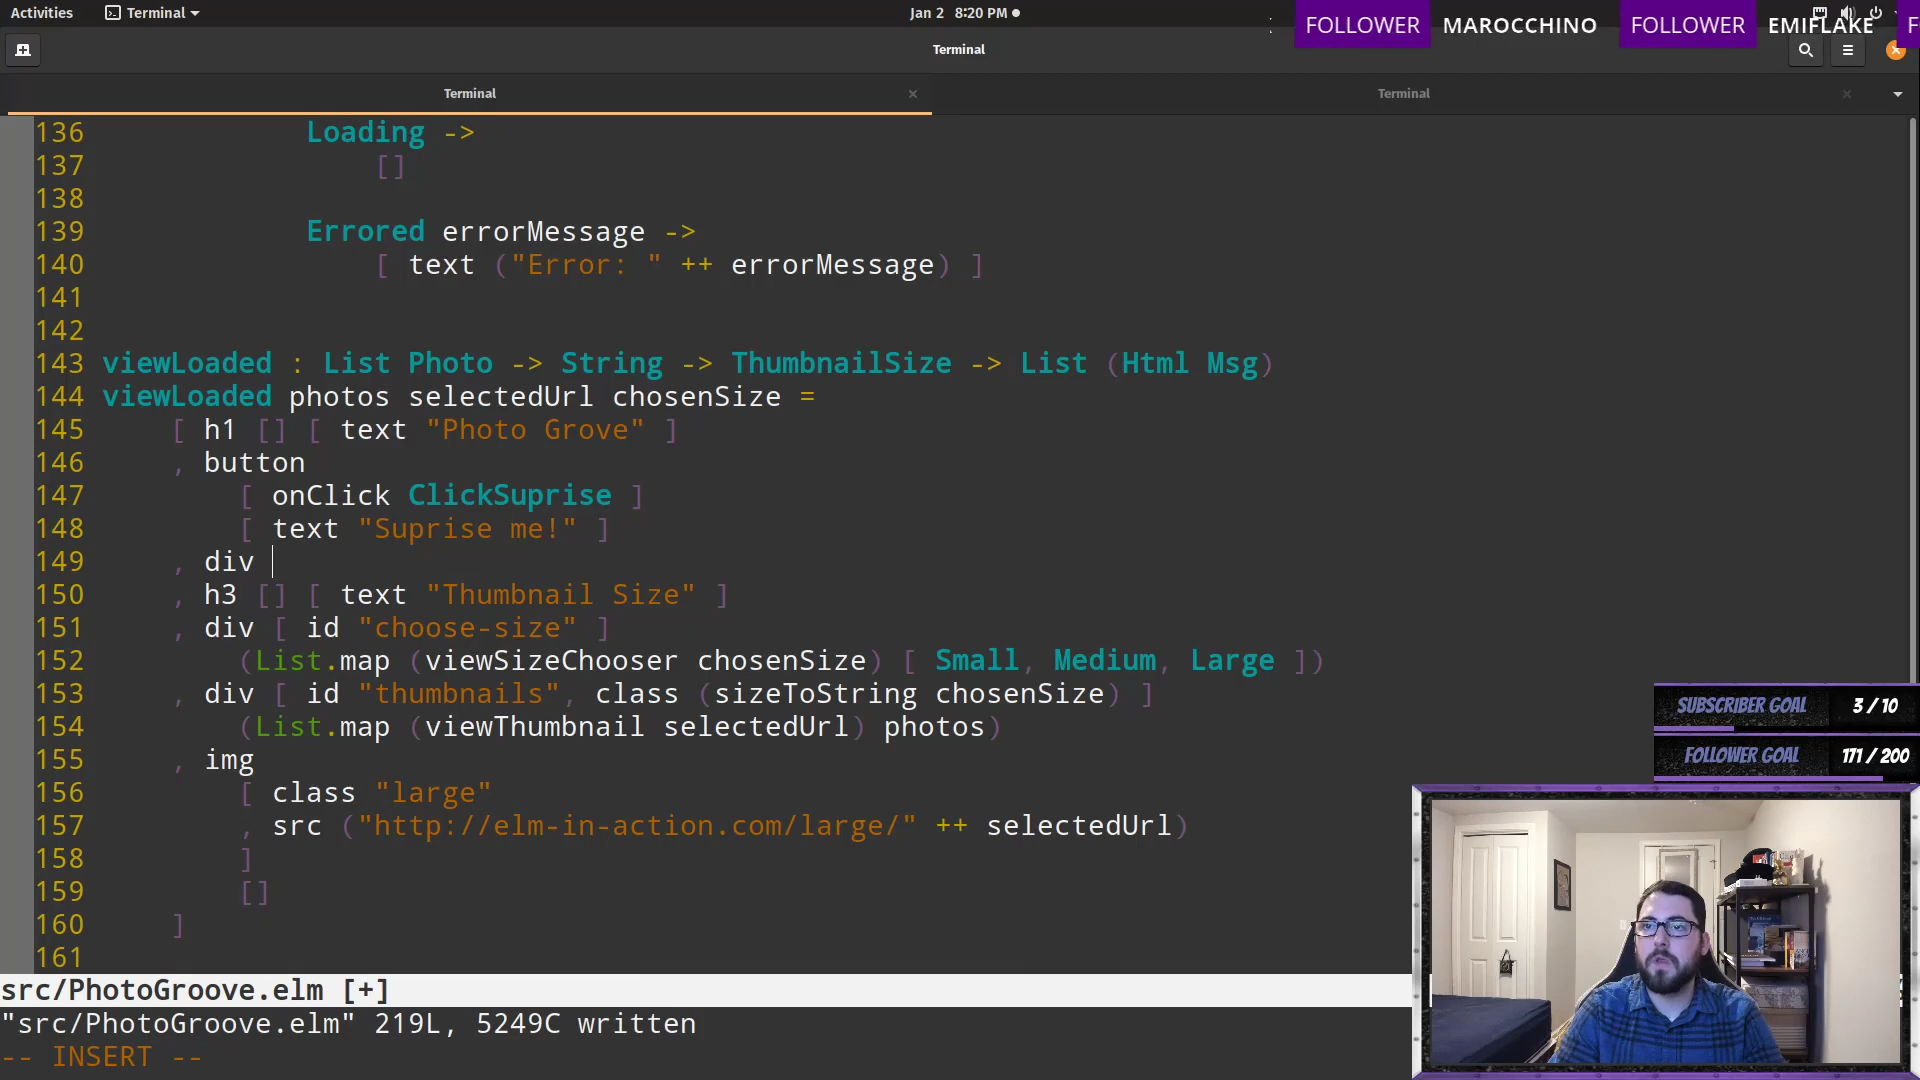 Activities
Terminal
Jan 2 8:20 PM
FOLLOWER MAROCCHINO FOLLOWER EMIFLAKE F
Terminal
Terminal
Terminal
136 Loading ->
137 []
138
139 Errored errorMessage ->
140 [ text ("Error: " ++ errorMessage) ]
141
142
143 viewLoaded : List Photo -> String -> ThumbnailSize -> List (Html Msg)
144 viewLoaded photos selectedUrl chosenSize =
145 [ h1 [] [ text "Photo Grove" ]
146 , button
147 [ onClick ClickSuprise ]
148 [ text "Suprise me!" ]
149 , div
150 , h3 [] [ text "Thumbnail Size" ]
151 , div [ id "choose-size" ]
152 (List.map (viewSizeChooser chosenSize) [ Small, Medium, Large ])
153 , div [ id "thumbnails", class (sizeToString chosenSize) ]
154 (List.map (viewThumbnail selectedUrl) photos)
155 , img
156 [ class "large"
157 , src ("http://elm-in-action.com/large/" ++ selectedUrl)
158 ]
159 []
160 ]
161
SUBSCRIBER GOAL 3 / 10
FOLLOWER GOAL 171 / 200
src/PhotoGroove.elm [+]
"src/PhotoGroove.elm" 219L, 5249C written
-- INSERT --